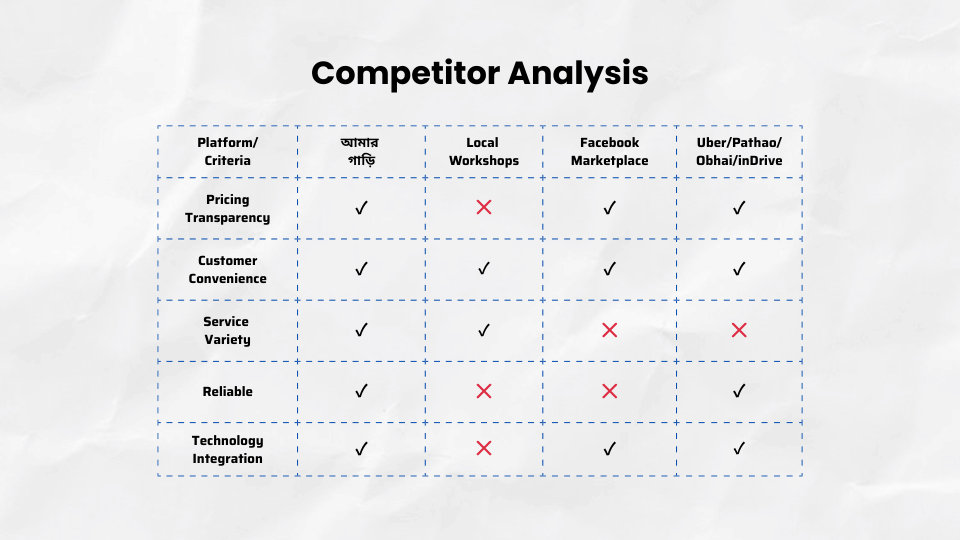 Competitor Analysis
Platform/
Criteria
আমার
গাড়ি
Local
Workshops
Facebook
Marketplace
Uber/Pathao/
Obhai/inDrive
Pricing
Transparency
✓ ✕ ✓ ✓
Customer
Convenience
✓ ✓ ✓ ✓
Service
Variety
✓ ✓ ✕ ✕
Reliable
✓ ✕ ✕ ✓
Technology
Integration
✓ ✕ ✓ ✓